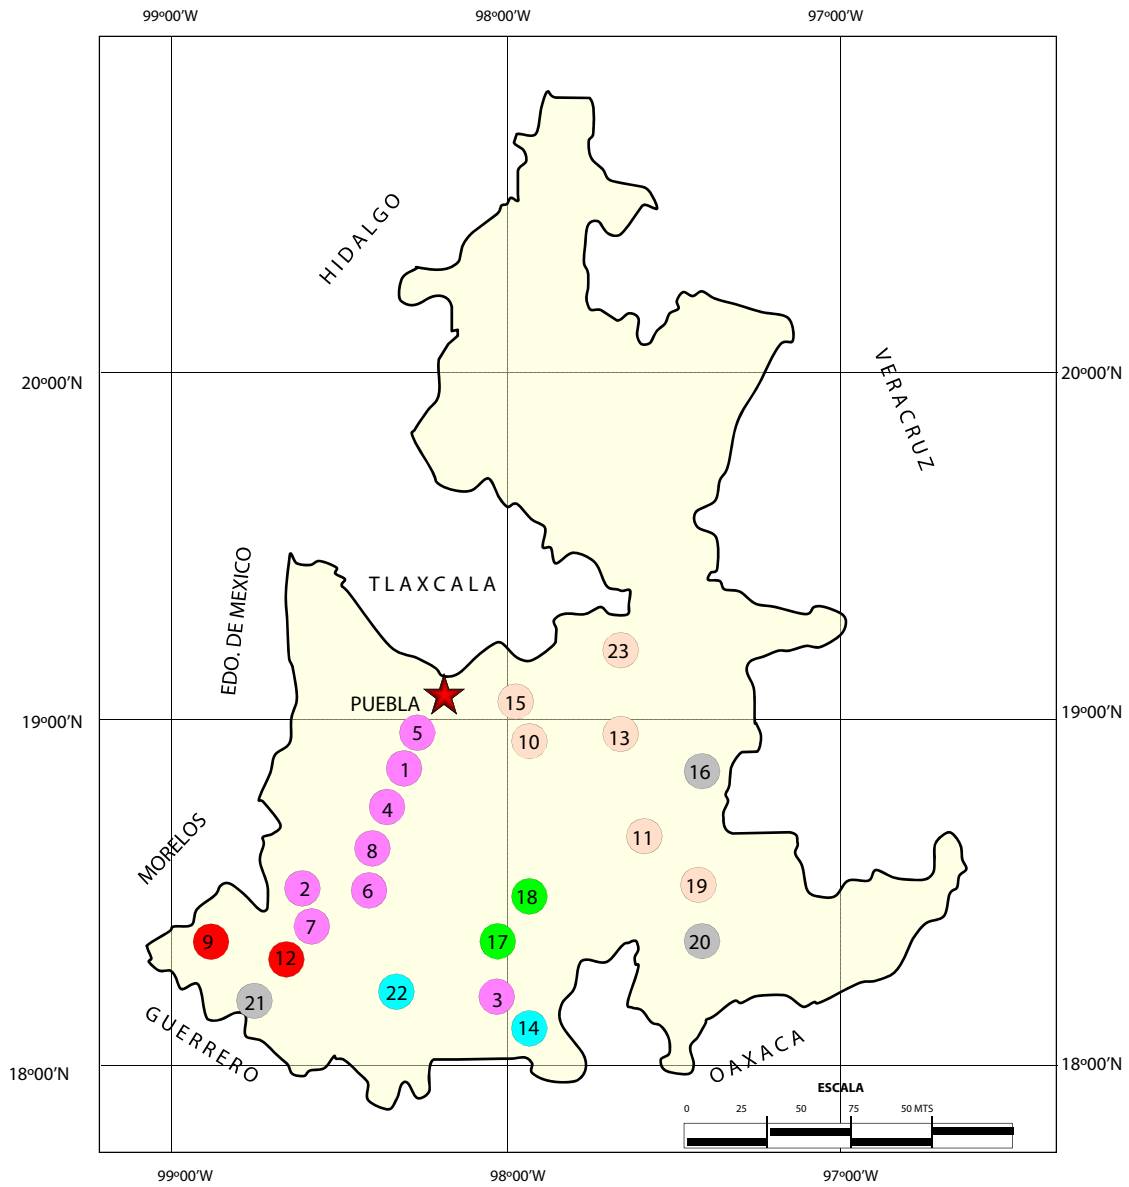 99º00’W 98º00’W 97º00’W
HIDALGO
20º00’N 20º00’N
VERACRUZ
EDO. DE MEXICO
TLAXCALA
23
PUEBLA
15
19º00’N 19º00’N
5
10
13
1
16
4
MORELOS
8
11
2
6
18
19
7
9
17
20
12
22
21
3
14
GUERRERO
OAXACA
18º00’N 18º00’N
ESCALA
0 25 50 75 50 MTS
99º00’W 98º00’W 97º00’W